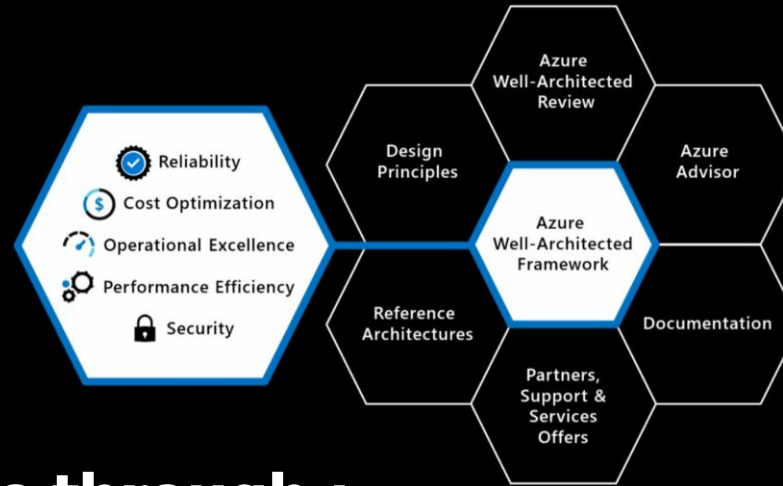 Reliability
Cost Optimization
Operational Excellence
Performance Efficiency
Security
Azure
Well-Architected
Review
Design
Principles
Azure
Advisor
Azure
Well-Architected
Framework
Reference
Architectures
Documentation
Partners,
Support &
Services
Offers